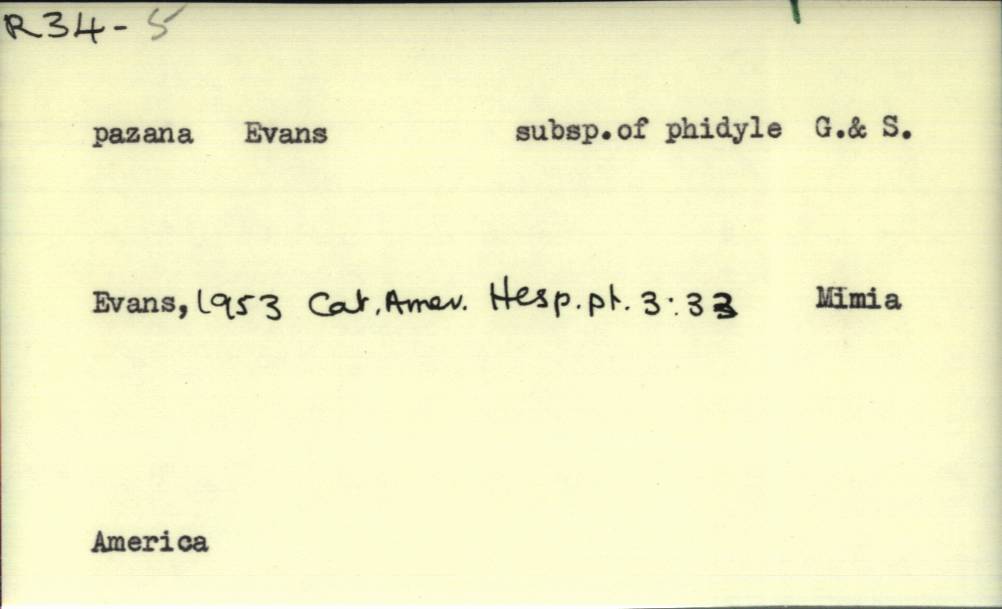 R34-5
pazana Evans subsp.of phidyle G.& S.
Evans, 1953 Cat. Amer. Hesp. pt. 3:33 Mimia
America